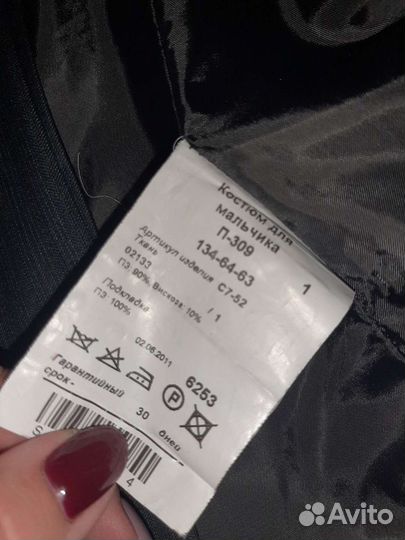 Костюм для
мальчика
П-309
134-64-63
1
Артикул изделия С7-52
Ткань
02133 / 1
ПЭ 90%, Вискоза 10%
Подкладка
ПЭ 100%
02.06.2011
P
6253
Гарантийный
срок- 30 дней
S
4
Avito